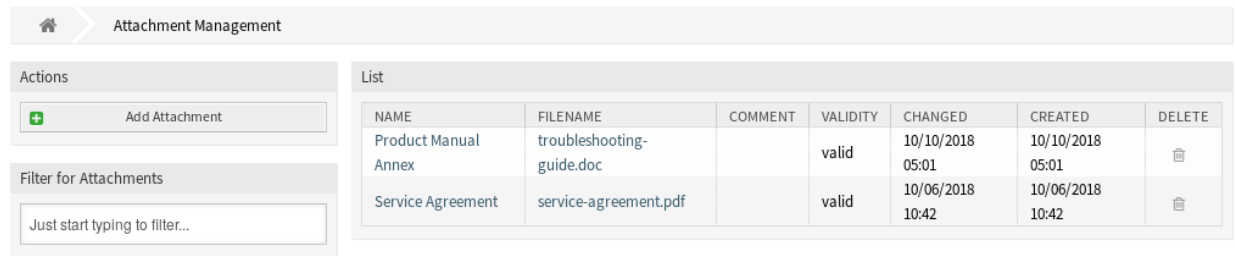 Attachment Management
Actions
Add Attachment
Filter for Attachments
Just start typing to filter...
List
NAME FILENAME COMMENT VALIDITY CHANGED CREATED DELETE
Product Manual troubleshooting- 10/10/2018 10/10/2018
valid
Annex guide.doc 05:01 05:01
10/06/2018 10/06/2018
Service Agreement service-agreement.pdf valid
10:42 10:42